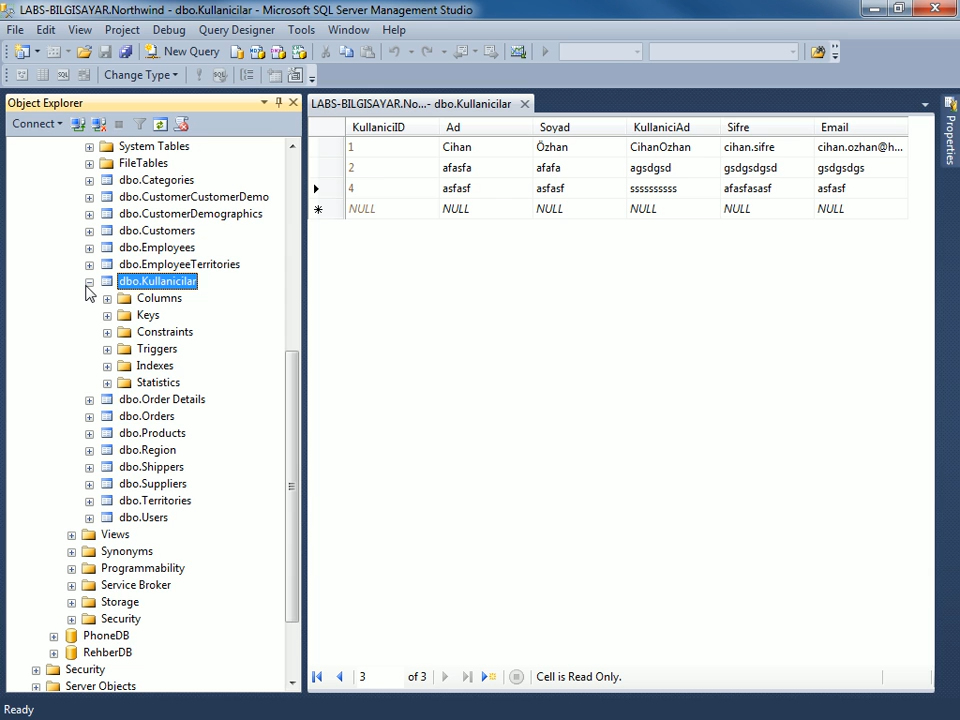 LABS-BILGISAYAR.Northwind - dbo.Kullanicilar - Microsoft SQL Server Management Studio
File Edit View Project Debug Query Designer Tools Window Help
New Query
Change Type
Object Explorer
Connect
System Tables
FileTables
dbo.Categories
dbo.CustomerCustomerDemo
dbo.CustomerDemographics
dbo.Customers
dbo.Employees
dbo.EmployeeTerritories
dbo.Kullanicilar
Columns
Keys
Constraints
Triggers
Indexes
Statistics
dbo.Order Details
dbo.Orders
dbo.Products
dbo.Region
dbo.Shippers
dbo.Suppliers
dbo.Territories
dbo.Users
Views
Synonyms
Programmability
Service Broker
Storage
Security
PhoneDB
RehberDB
Security
Server Objects
LABS-BILGISAYAR.No...- dbo.Kullanicilar
KullaniciID Ad Soyad KullaniciAd Sifre Email
1 Cihan Özhan CihanOzhan cihan.sifre cihan.ozhan@h...
2 afasfa afafa agsdgsd gsdgsdgsd gsdgsdgs
4 asfasf asfasf ssssssssss afasfasasf asfasf
NULL NULL NULL NULL NULL NULL
3 of 3 Cell is Read Only.
Properties
Ready